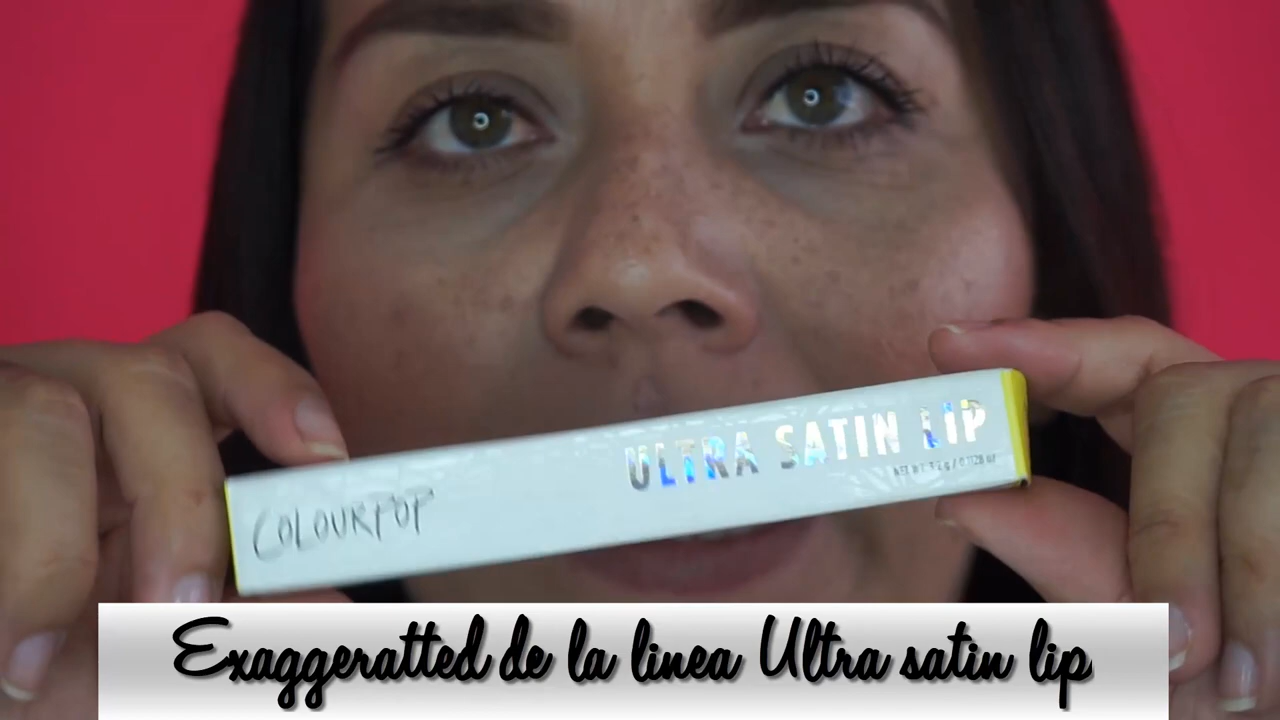 ULTRA SATIN LIP
COLOURPOP
Exaggeratted de la linea Ultra satin lip